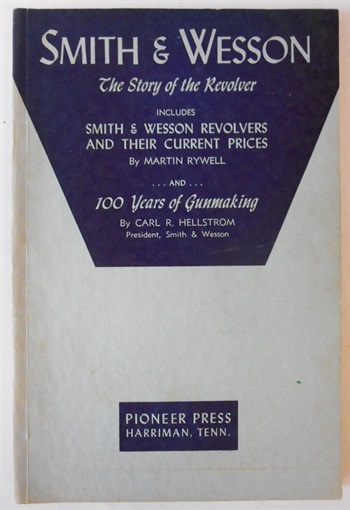 SMITH & WESSON
The Story of the Revolver
INCLUDES
SMITH & WESSON REVOLVERS
AND THEIR CURRENT PRICES
By MARTIN RYWELL
. . . AND . . .
100 Years of Gunmaking
By CARL R. HELLSTROM
President, Smith & Wesson
PIONEER PRESS
HARRIMAN, TENN.